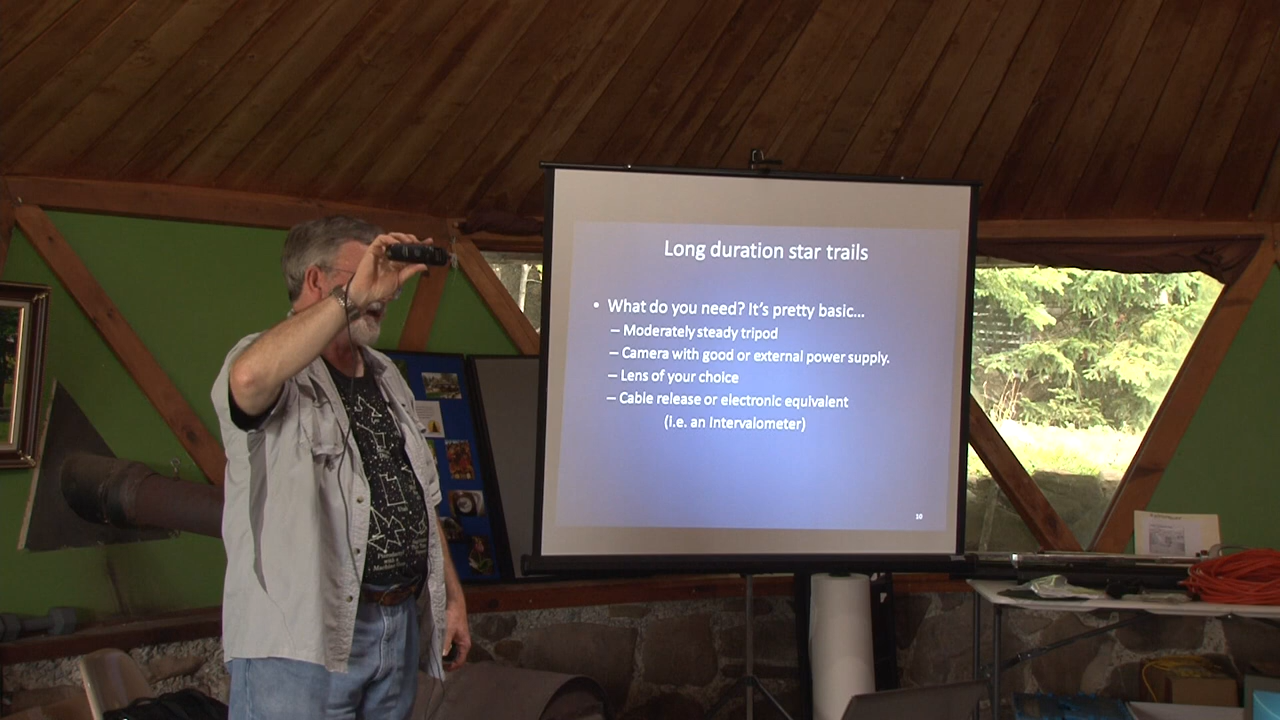 Long duration star trails
• What do you need? It's pretty basic...
– Moderately steady tripod
– Camera with good or external power supply.
– Lens of your choice
– Cable release or electronic equivalent
(i.e. an Intervalometer)
10